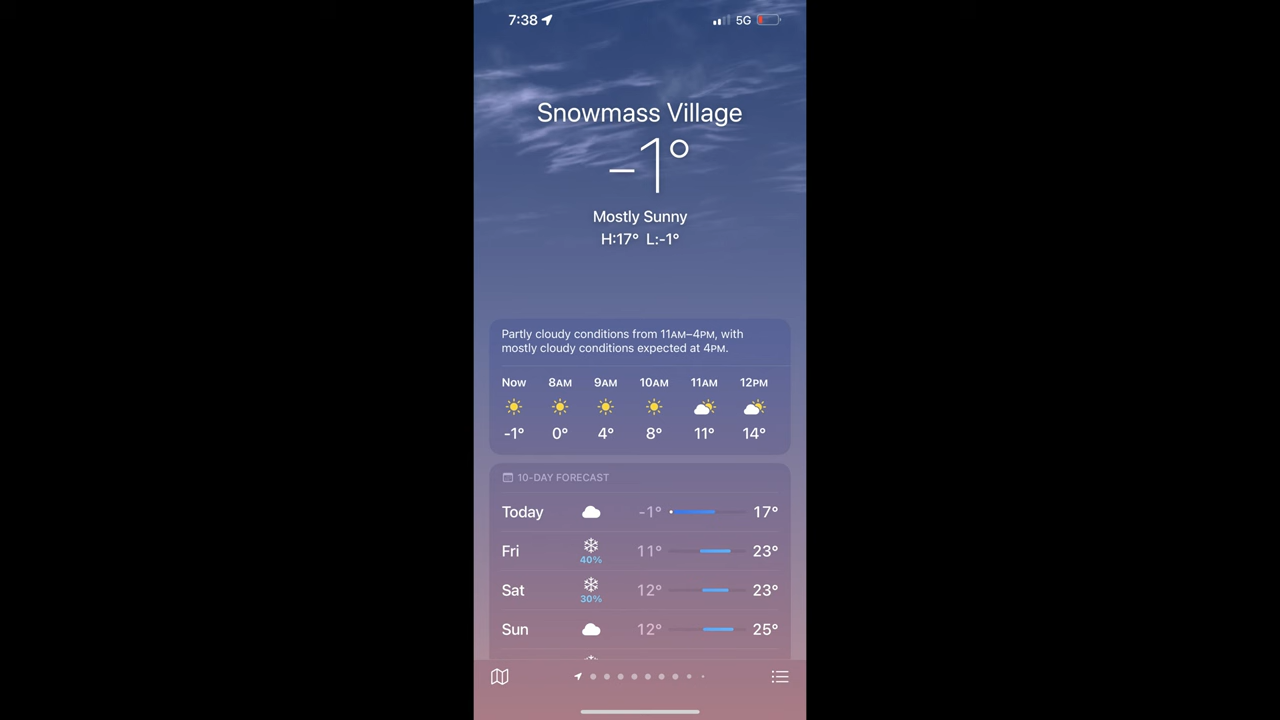 7:38 5G
Snowmass Village
-1°
Mostly Sunny
H:17° L:-1°
Partly cloudy conditions from 11AM–4PM, with
mostly cloudy conditions expected at 4PM.
Now 8AM 9AM 10AM 11AM 12PM
-1° 0° 4° 8° 11° 14°
10-DAY FORECAST
Today -1° 17°
Fri 40% 11° 23°
Sat 30% 12° 23°
Sun 12° 25°